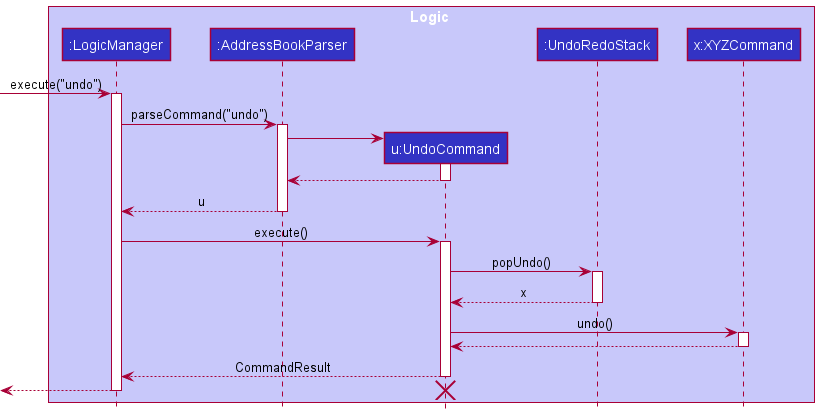 Logic
:LogicManager
:AddressBookParser
:UndoRedoStack
x:XYZCommand
execute("undo")
parseCommand("undo")
u:UndoCommand
u
execute()
popUndo()
x
undo()
CommandResult